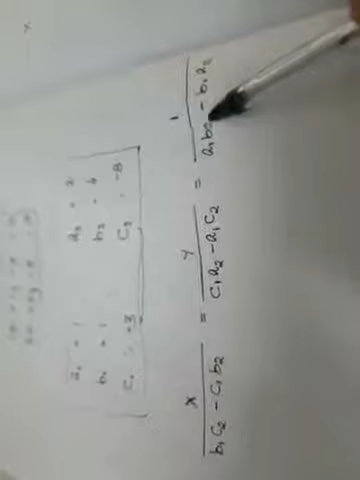 a₁ = 1 a₂ = 2
b₁ = 1 b₂ = 4
c₁ = -3 c₂ = -8
x / (b₁c₂ - c₁b₂) = y / (c₁a₂ - a₁c₂) = 1 / (a₁b₂ - b₁a₂)